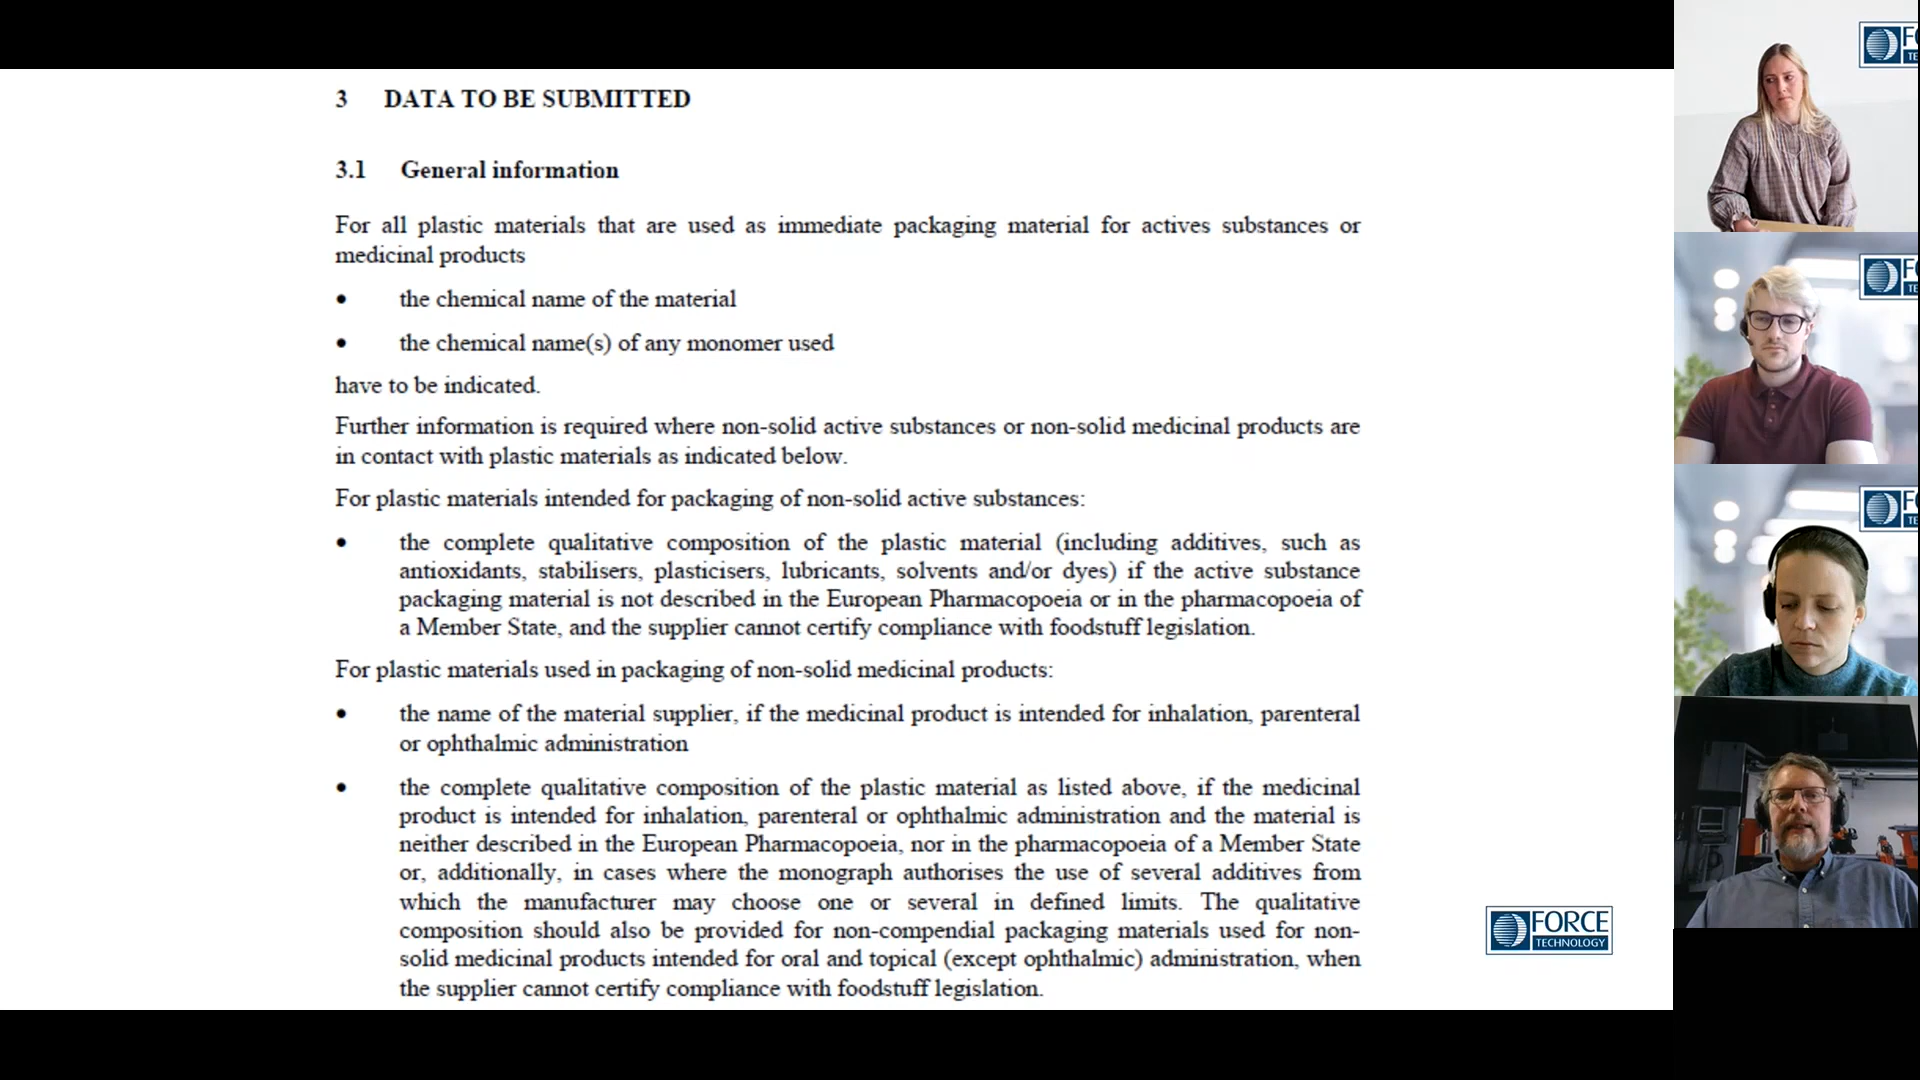 3 DATA TO BE SUBMITTED
3.1 General information
For all plastic materials that are used as immediate packaging material for actives substances or
medicinal products
• the chemical name of the material
• the chemical name(s) of any monomer used
have to be indicated.
Further information is required where non-solid active substances or non-solid medicinal products are
in contact with plastic materials as indicated below.
For plastic materials intended for packaging of non-solid active substances:
• the complete qualitative composition of the plastic material (including additives, such as
antioxidants, stabilisers, plasticisers, lubricants, solvents and/or dyes) if the active substance
packaging material is not described in the European Pharmacopoeia or in the pharmacopoeia of
a Member State, and the supplier cannot certify compliance with foodstuff legislation.
For plastic materials used in packaging of non-solid medicinal products:
• the name of the material supplier, if the medicinal product is intended for inhalation, parenteral
or ophthalmic administration
• the complete qualitative composition of the plastic material as listed above, if the medicinal
product is intended for inhalation, parenteral or ophthalmic administration and the material is
neither described in the European Pharmacopoeia, nor in the pharmacopoeia of a Member State
or, additionally, in cases where the monograph authorises the use of several additives from
which the manufacturer may choose one or several in defined limits. The qualitative
composition should also be provided for non-compendial packaging materials used for non-
solid medicinal products intended for oral and topical (except ophthalmic) administration, when
the supplier cannot certify compliance with foodstuff legislation.
FORCE
TECHNOLOGY
F
TE
FC
TE
FC
TE